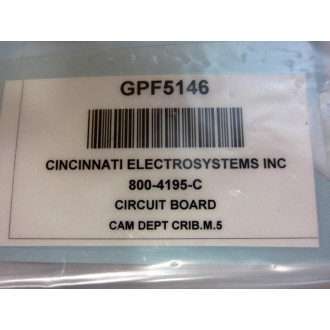 GPF5146
CINCINNATI ELECTROSYSTEMS INC
800-4195-C
CIRCUIT BOARD
CAM DEPT CRIB.M.5